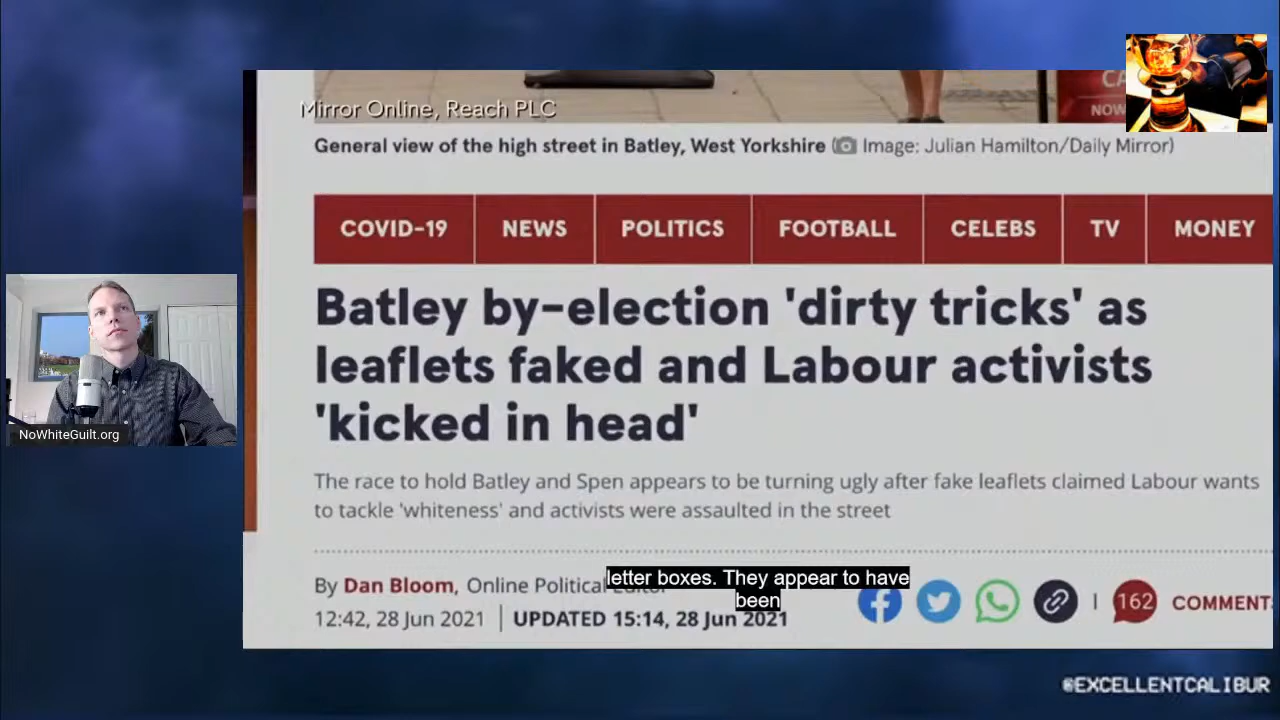 Mirror Online, Reach PLC
CA
NOW
General view of the high street in Batley, West Yorkshire ( Image: Julian Hamilton/Daily Mirror)
COVID-19 NEWS POLITICS FOOTBALL CELEBS TV MONEY
Batley by-election 'dirty tricks' as
leaflets faked and Labour activists
'kicked in head'
The race to hold Batley and Spen appears to be turning ugly after fake leaflets claimed Labour wants
to tackle 'whiteness' and activists were assaulted in the street
By Dan Bloom, Online Political Editor
letter boxes. They appear to have
been
12:42, 28 Jun 2021 | UPDATED 15:14, 28 Jun 2021
162 COMMENT
NoWhiteGuilt.org
@EXCELLENTCALIBUR